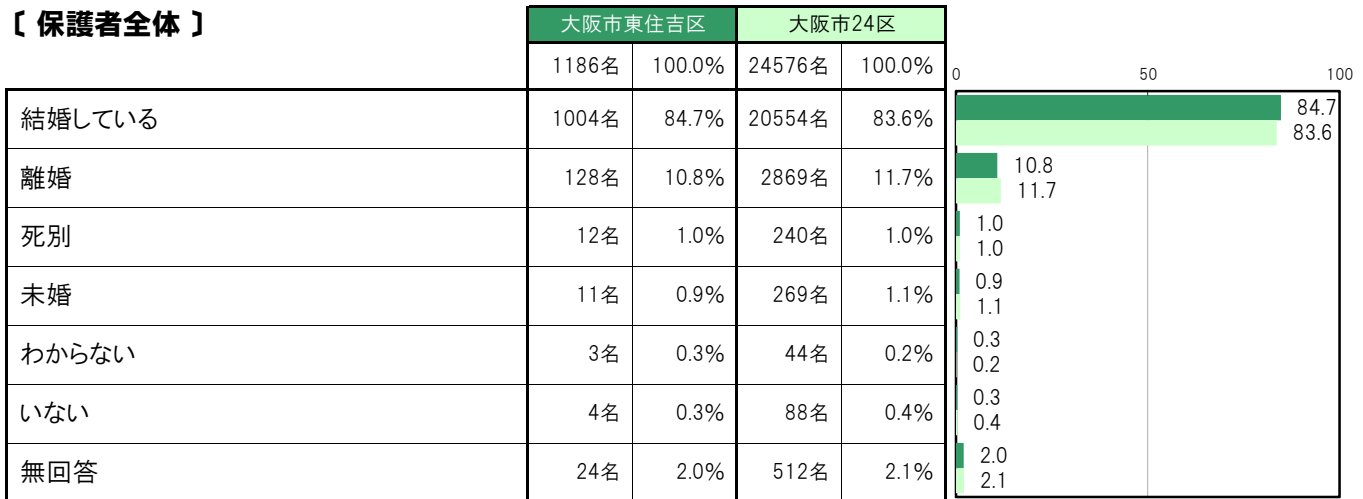 〔 保護者全体 〕
大阪市東住吉区 大阪市24区
1186名 100.0% 24576名 100.0%
0 50 100
結婚している 1004名 84.7% 20554名 83.6%
84.7
83.6
離婚 128名 10.8% 2869名 11.7%
10.8
11.7
死別 12名 1.0% 240名 1.0%
1.0
1.0
未婚 11名 0.9% 269名 1.1%
0.9
1.1
わからない 3名 0.3% 44名 0.2%
0.3
0.2
いない 4名 0.3% 88名 0.4%
0.3
0.4
無回答 24名 2.0% 512名 2.1%
2.0
2.1